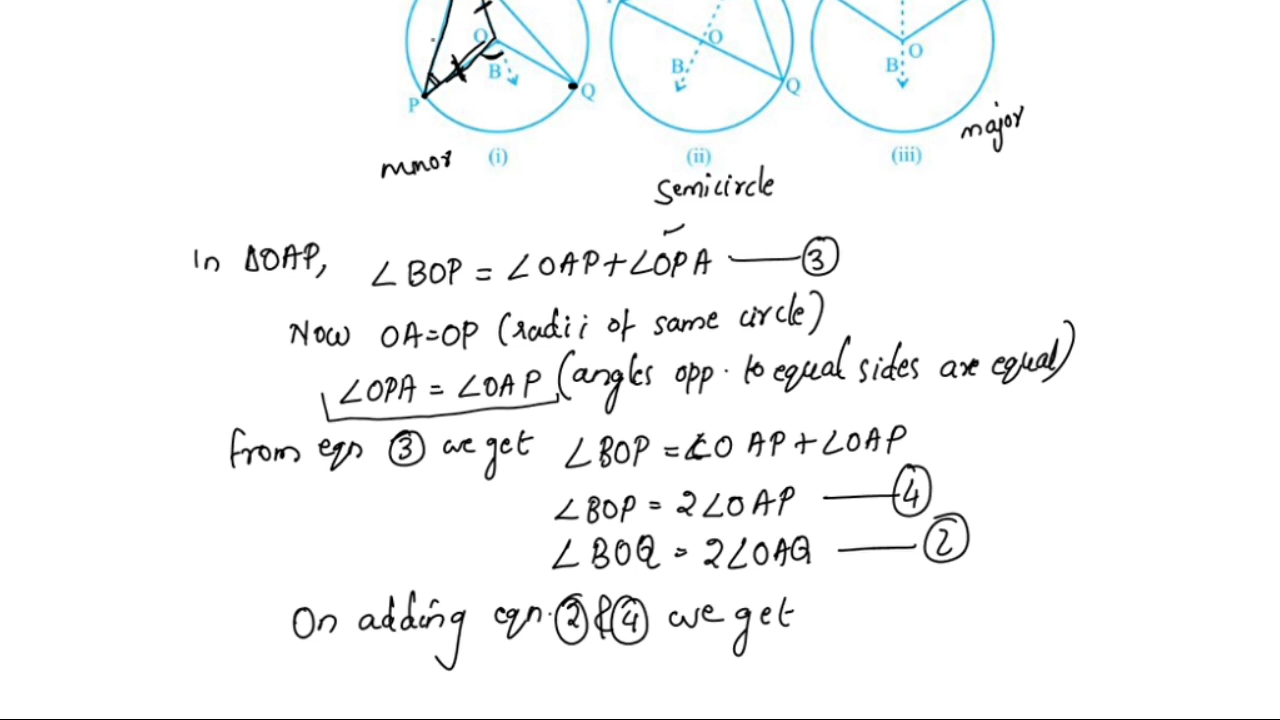 O O O
B B B
P Q Q
minor (i) (ii) (iii) major
Semicircle
In ΔOAP, ∠BOP = ∠OAP + ∠OPA — ③
Now OA=OP (radii of same circle)
∠OPA = ∠OAP (angles opp. to equal sides are equal)
from eqn ③ we get ∠BOP = ∠OAP + ∠OAP
∠BOP = 2∠OAP — ④
∠BOQ = 2∠OAQ — ②
On adding eqn. ② & ④ we get